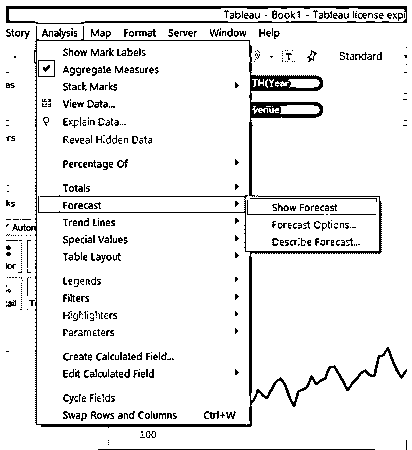 Tableau - Book1 - Tableau license expi
Story Analysis Map Format Server Window Help
Show Mark Labels
Standard
Aggregate Measures
TH(Year)
Stack Marks
View Data...
venue)
Explain Data...
Reveal Hidden Data
Percentage Of
Totals
Forecast
Show Forecast
Trend Lines
Forecast Options...
Special Values
Describe Forecast...
Table Layout
Legends
Filters
Highlighters
Parameters
Create Calculated Field...
Edit Calculated Field
Cycle Fields
Swap Rows and Columns Ctrl+W
100